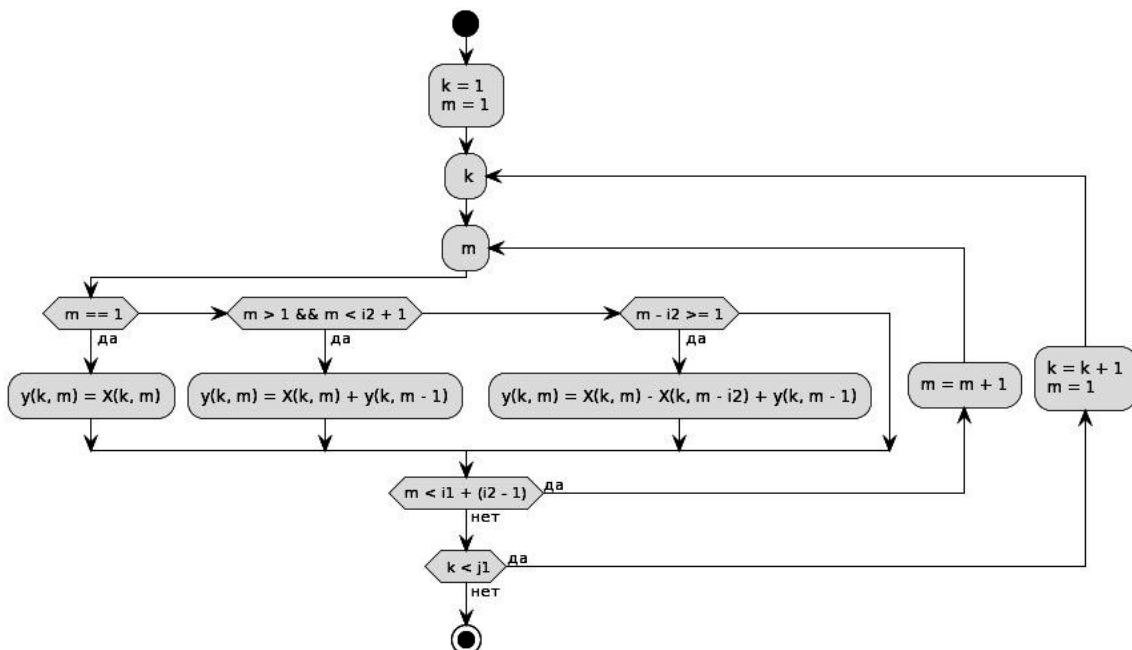 k = 1
m = 1
k
m
m == 1
да
m > 1 && m < i2 + 1
да
m - i2 >= 1
да
y(k, m) = X(k, m)
y(k, m) = X(k, m) + y(k, m - 1)
y(k, m) = X(k, m) - X(k, m - i2) + y(k, m - 1)
m = m + 1
k = k + 1
m = 1
m < i1 + (i2 - 1)
да
нет
k < j1
да
нет